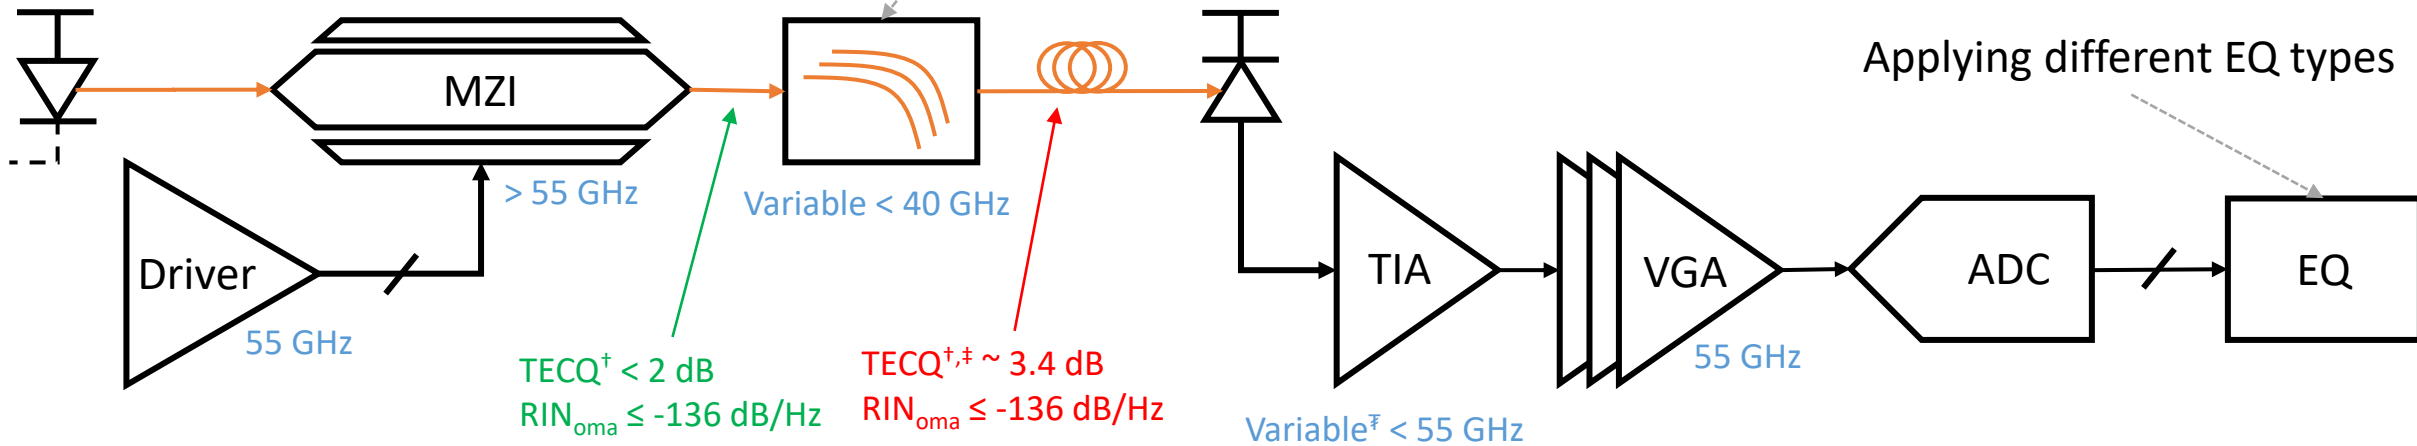 Applying different EQ types
MZI
> 55 GHz
Variable < 40 GHz
Driver
55 GHz
TIA
VGA
55 GHz
ADC
EQ
TECQ†  < 2 dB
RINoma ≤ -136 dB/Hz
TECQ†,‡ ~ 3.4 dB
RINoma ≤ -136 dB/Hz
Variable₮ < 55 GHz